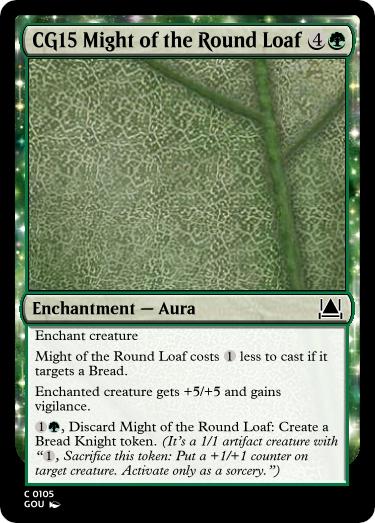 CG15 Might of the Round Loaf 4
Enchantment — Aura
Enchant creature
Might of the Round Loaf costs 1 less to cast if it
targets a Bread.
Enchanted creature gets +5/+5 and gains
vigilance.
1, Discard Might of the Round Loaf: Create a
Bread Knight token. (It's a 1/1 artifact creature with
“1, Sacrifice this token: Put a +1/+1 counter on
target creature. Activate only as a sorcery.”)
C 0105
GOU